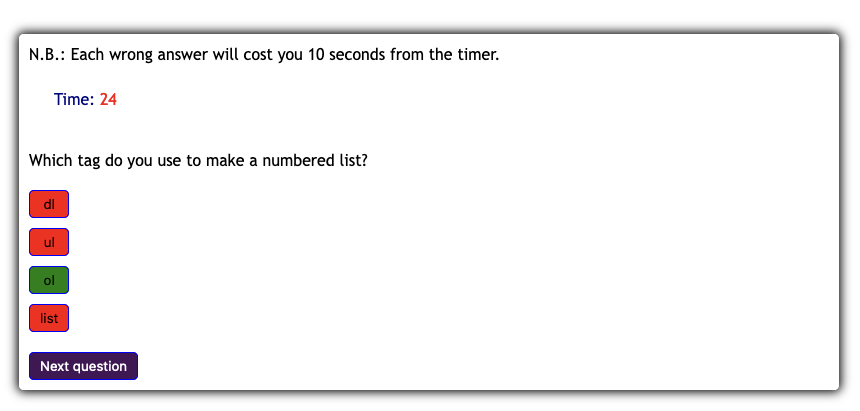 N.B.: Each wrong answer will cost you 10 seconds from the timer.
Time: 24
Which tag do you use to make a numbered list?
dl
ul
ol
list
Next question